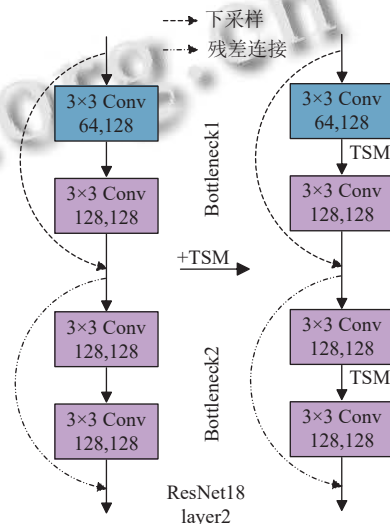 下采样
残差连接
3×3 Conv
64,128
3×3 Conv
128,128
Bottleneck1
3×3 Conv
64,128
TSM
3×3 Conv
128,128
+TSM
3×3 Conv
128,128
3×3 Conv
128,128
Bottleneck2
3×3 Conv
128,128
TSM
3×3 Conv
128,128
ResNet18
layer2